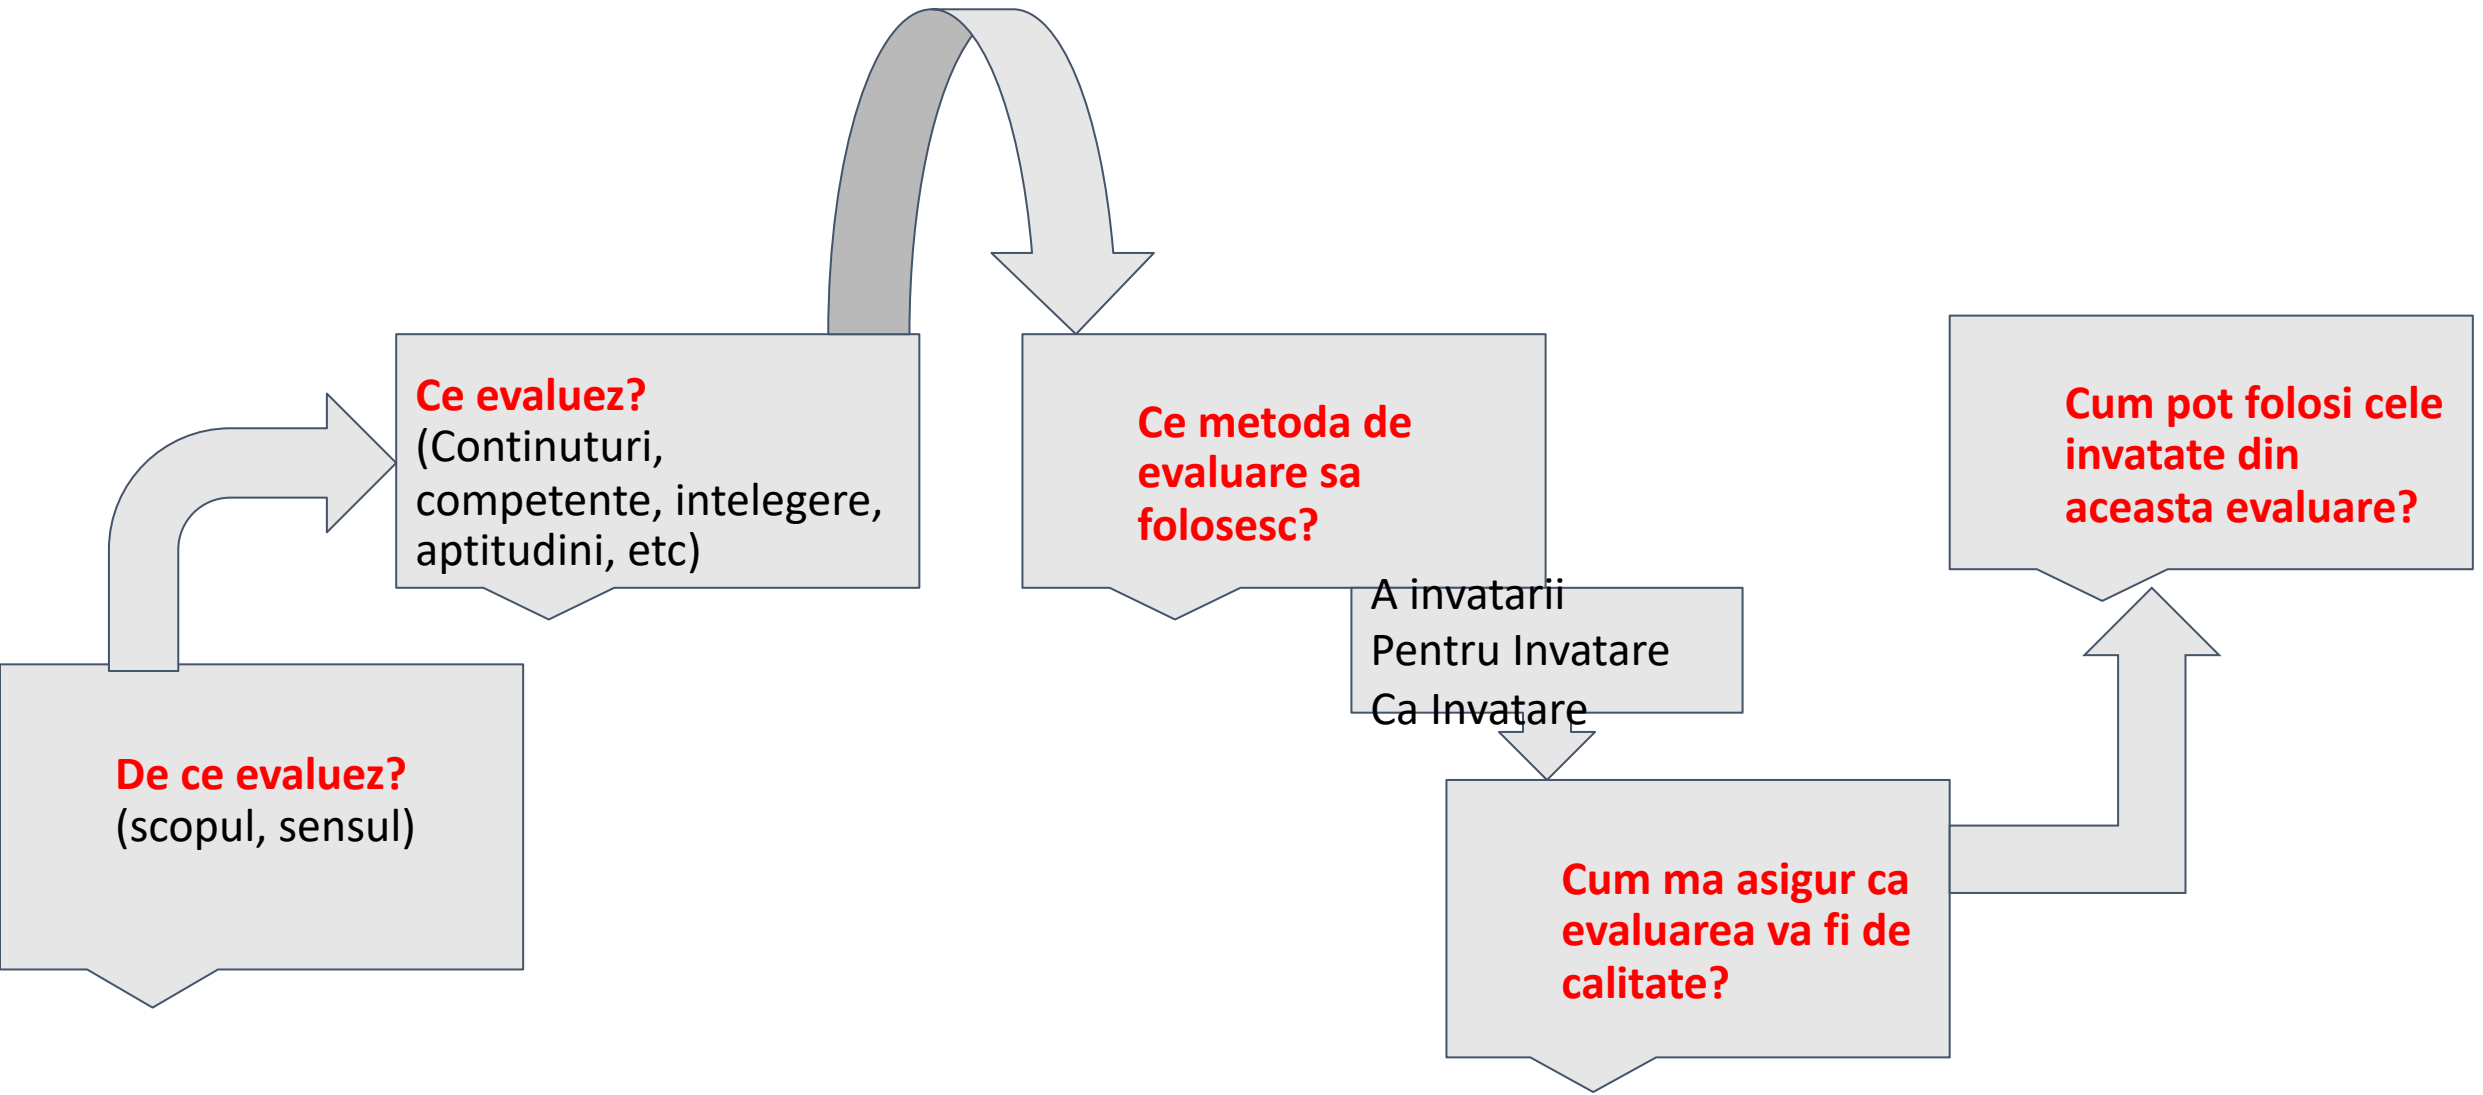 De ce evaluez?
(scopul, sensul)
Ce evaluez?
(Continuturi,
competente, intelegere,
aptitudini, etc)
Ce metoda de
evaluare sa
folosesc?
A invatarii
Pentru Invatare
Ca Invatare
Cum ma asigur ca
evaluarea va fi de
calitate?
Cum pot folosi cele
invatate din
aceasta evaluare?